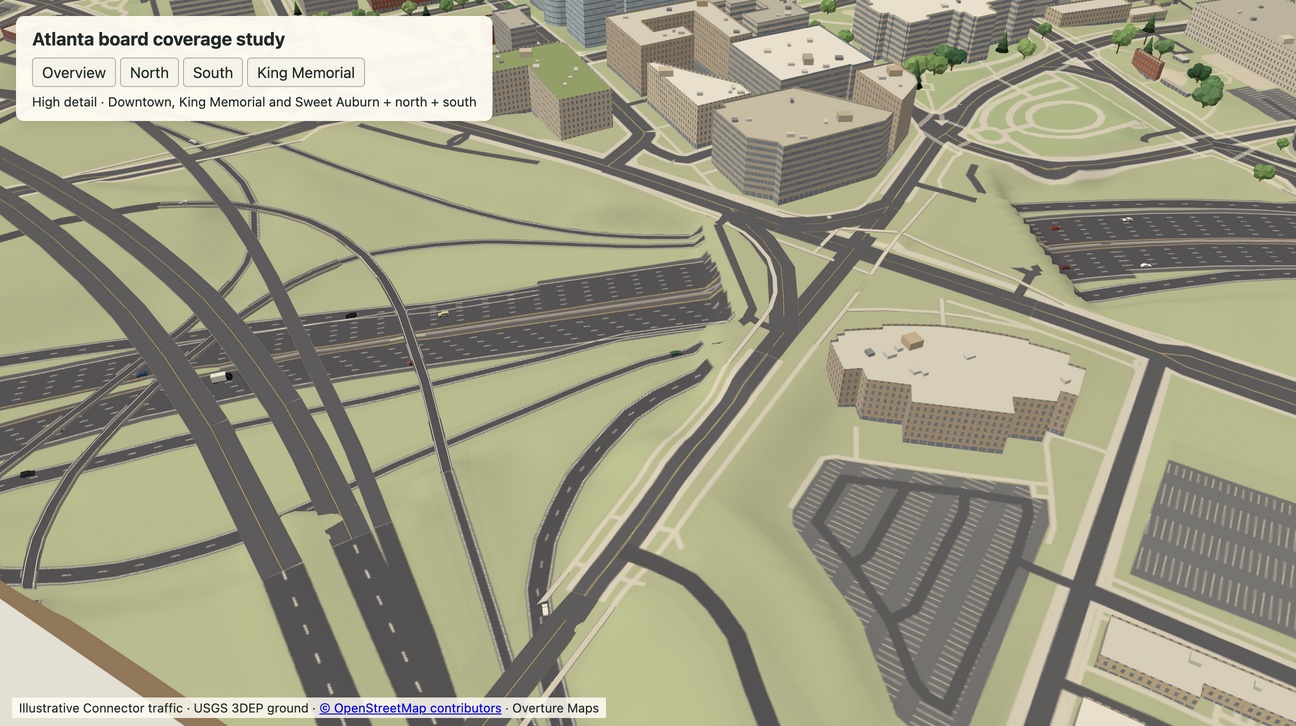 Atlanta board coverage study
Overview North South King Memorial
High detail · Downtown, King Memorial and Sweet Auburn + north + south
Illustrative Connector traffic · USGS 3DEP ground · © OpenStreetMap contributors · Overture Maps